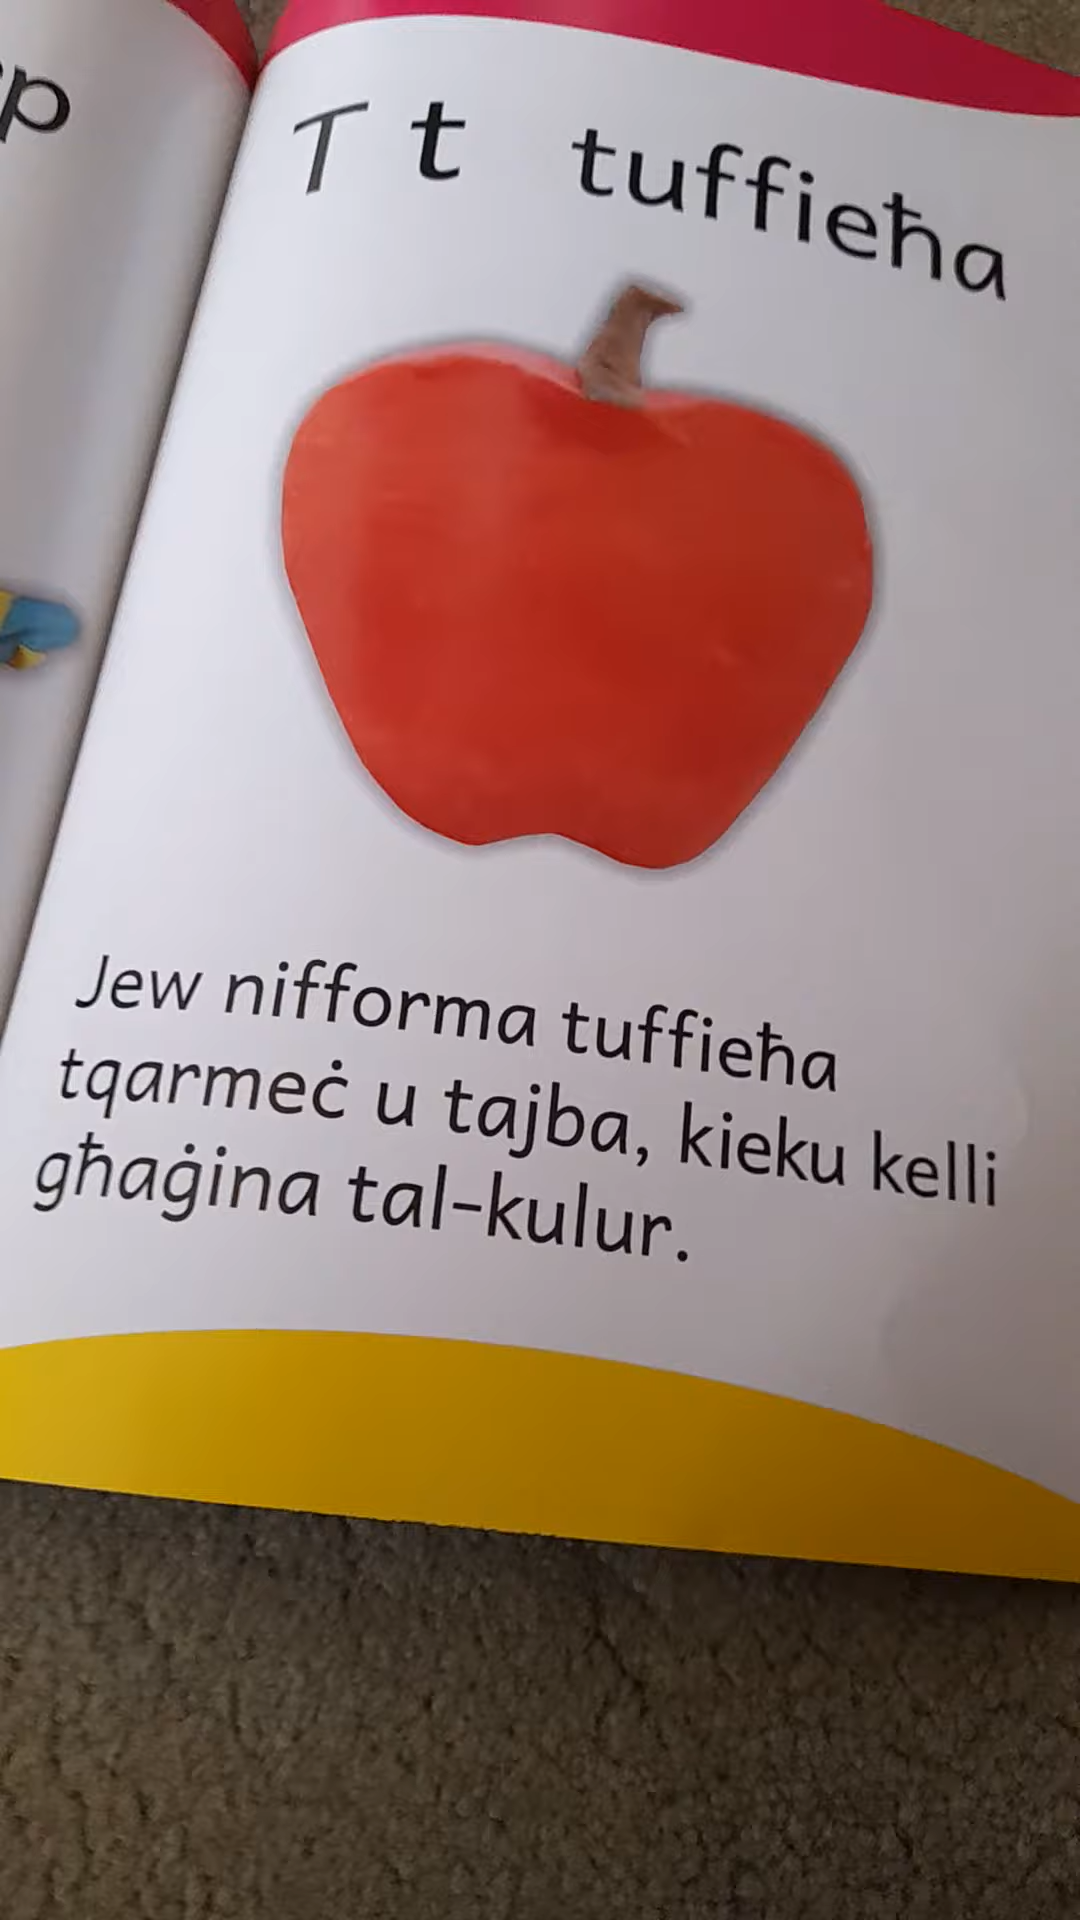 T t tuffieħa
Jew nifforma tuffieħa
tqarmeċ u tajba, kieku kelli
għaġina tal-kulur.